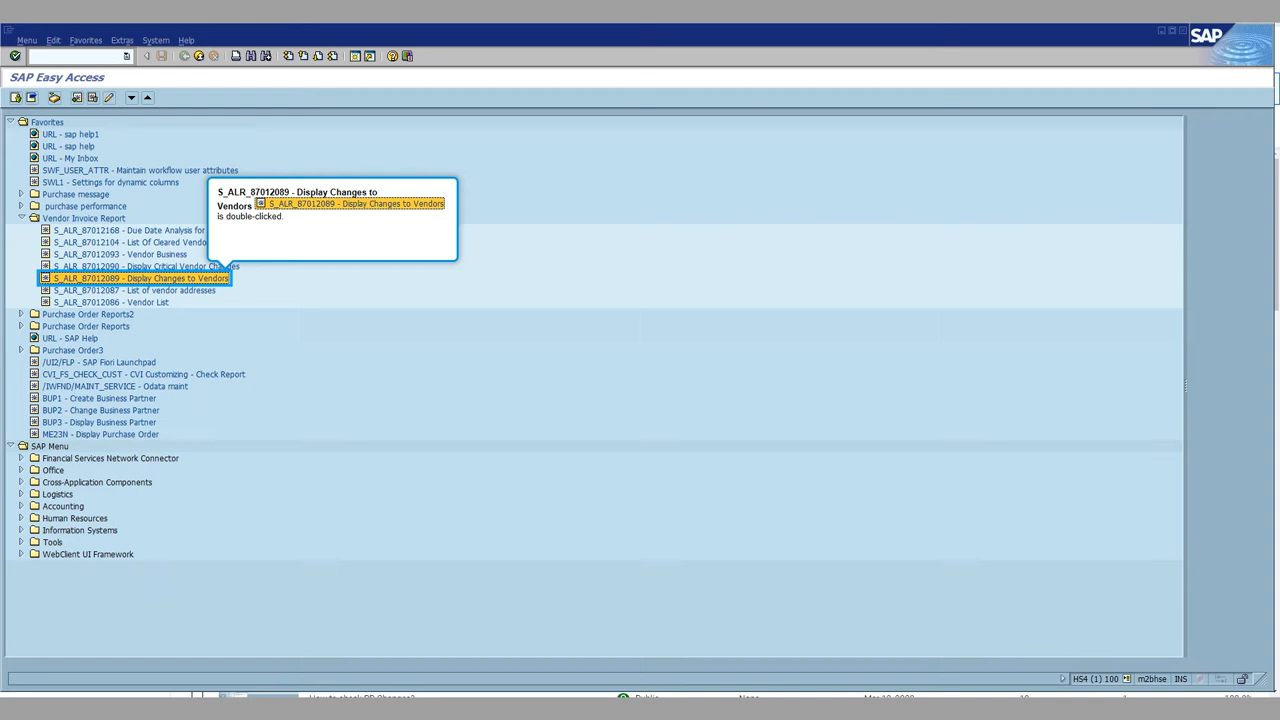 Menu Edit Favorites Extras System Help
SAP
SAP Easy Access
Favorites
URL - sap help1
URL - sap help
URL - My Inbox
SWF_USER_ATTR - Maintain workflow user attributes
SWL1 - Settings for dynamic columns
Purchase message
purchase performance
Vendor Invoice Report
S_ALR_87012168 - Due Date Analysis for
S_ALR_87012104 - List Of Cleared Vendo
S_ALR_87012093 - Vendor Business
S_ALR_87012090 - Display Critical Vendor Changes
S_ALR_87012089 - Display Changes to Vendors
S_ALR_87012087 - List of vendor addresses
S_ALR_87012086 - Vendor List
S_ALR_87012089 - Display Changes to
Vendors S_ALR_87012089 - Display Changes to Vendors
is double-clicked.
Purchase Order Reports2
Purchase Order Reports
URL - SAP Help
Purchase Order3
/UI2/FLP - SAP Fiori Launchpad
CVI_FS_CHECK_CUST - CVI Customizing - Check Report
/IWFND/MAINT_SERVICE - Odata maint
BUP1 - Create Business Partner
BUP2 - Change Business Partner
BUP3 - Display Business Partner
ME23N - Display Purchase Order
SAP Menu
Financial Services Network Connector
Office
Cross-Application Components
Logistics
Accounting
Human Resources
Information Systems
Tools
WebClient UI Framework
HS4 (1) 100 m2bhse INS